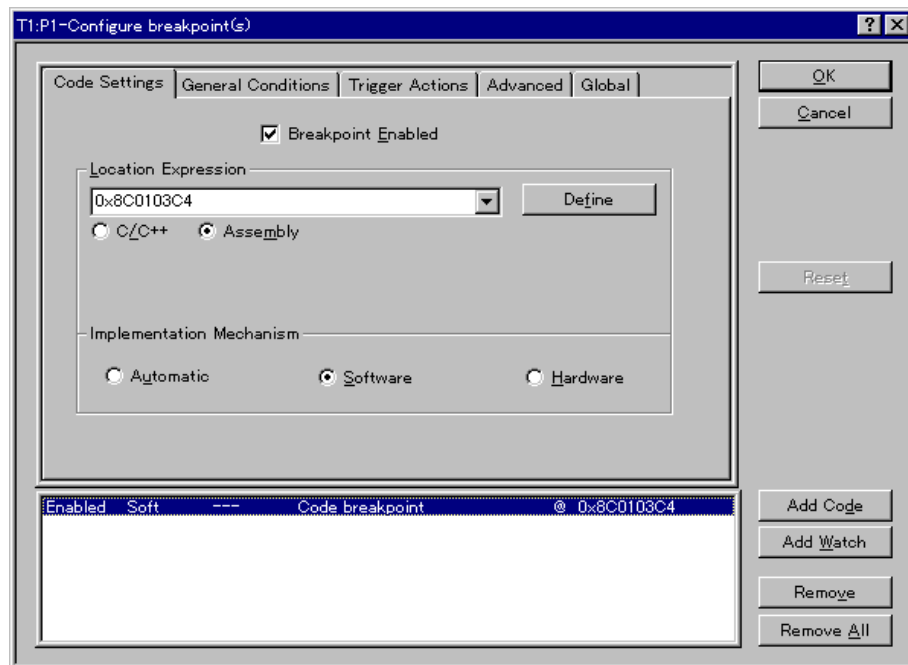 T1:P1-Configure breakpoint(s)
Code Settings General Conditions Trigger Actions Advanced Global
OK
Cancel
Breakpoint Enabled
Location Expression
0x8C0103C4
Define
C/C++ Assembly
Reset
Implementation Mechanism
Automatic Software Hardware
Enabled Soft --- Code breakpoint @ 0x8C0103C4
Add Code
Add Watch
Remove
Remove All